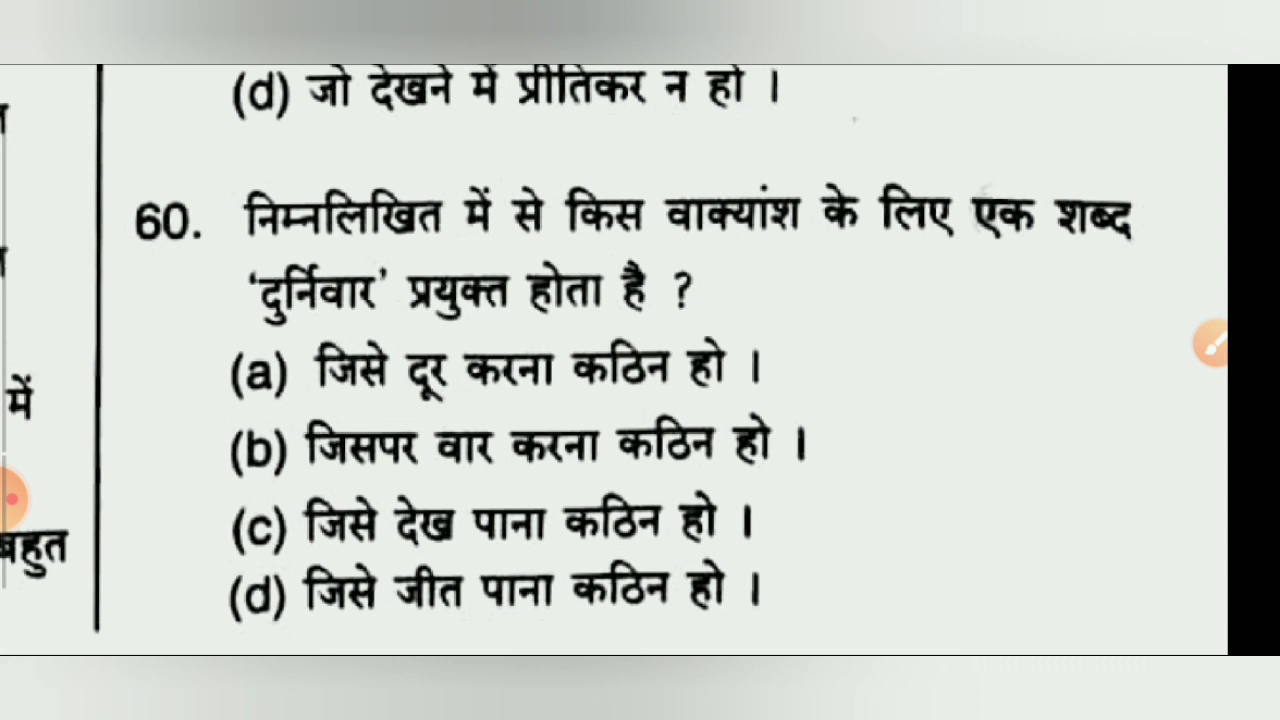 (d) जो देखने में प्रीतिकर न हो ।
60. निम्नलिखित में से किस वाक्यांश के लिए एक शब्द
'दुर्निवार' प्रयुक्त होता है ?
(a) जिसे दूर करना कठिन हो ।
(b) जिसपर वार करना कठिन हो ।
में
(c) जिसे देख पाना कठिन हो ।
बहुत
(d) जिसे जीत पाना कठिन हो ।